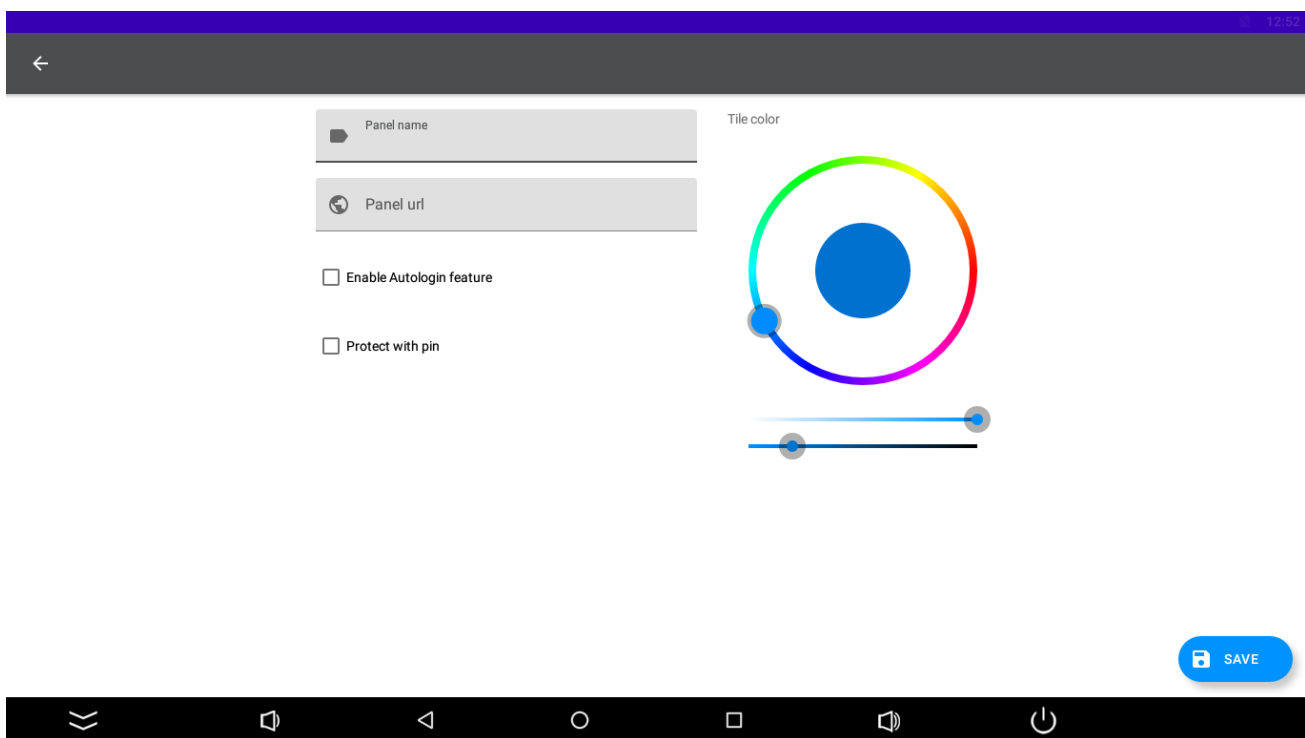 12:52
Panel name
Tile color
Panel url
Enable Autologin feature
Protect with pin
SAVE